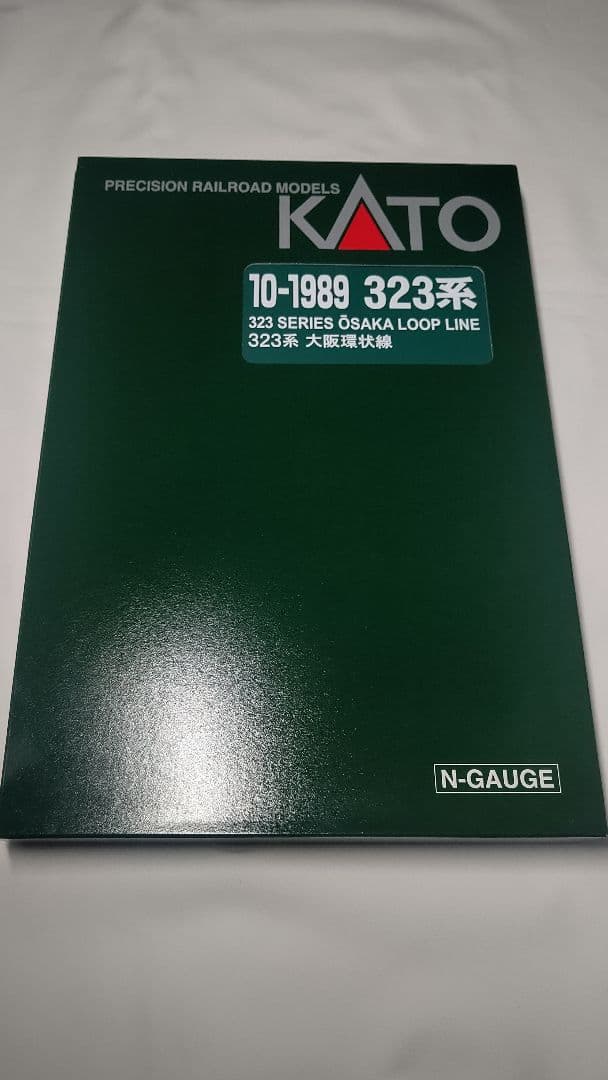 PRECISION RAILROAD MODELS
KATO
10-1989 323系
323 SERIES ŌSAKA LOOP LINE
323系 大阪環状線
N-GAUGE